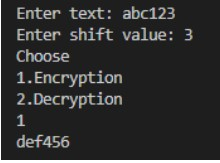 Enter text: abc123
Enter shift value: 3
Choose
1.Encryption
2.Decryption
1
def456